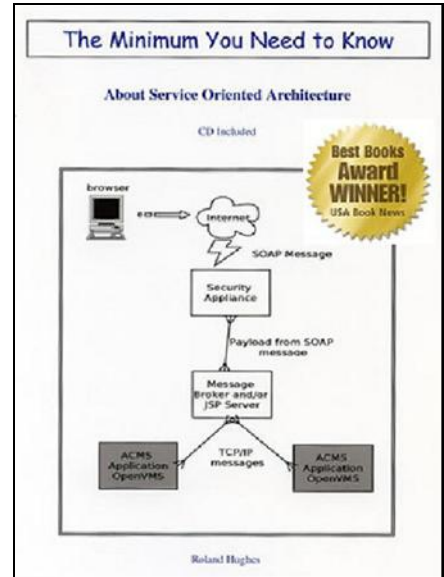 The Minimum You Need to Know
About Service Oriented Architecture
CD Included
Best Books
Award
WINNER!
USA Book News
browser
Internet
SOAP Message
Security
Appliance
Payload from SOAP
message
Message
Broker and/or
JSP Server
ACMS
Application
OpenVMS
TCP/IP
messages
ACMS
Application
OpenVMS
Roland Hughes